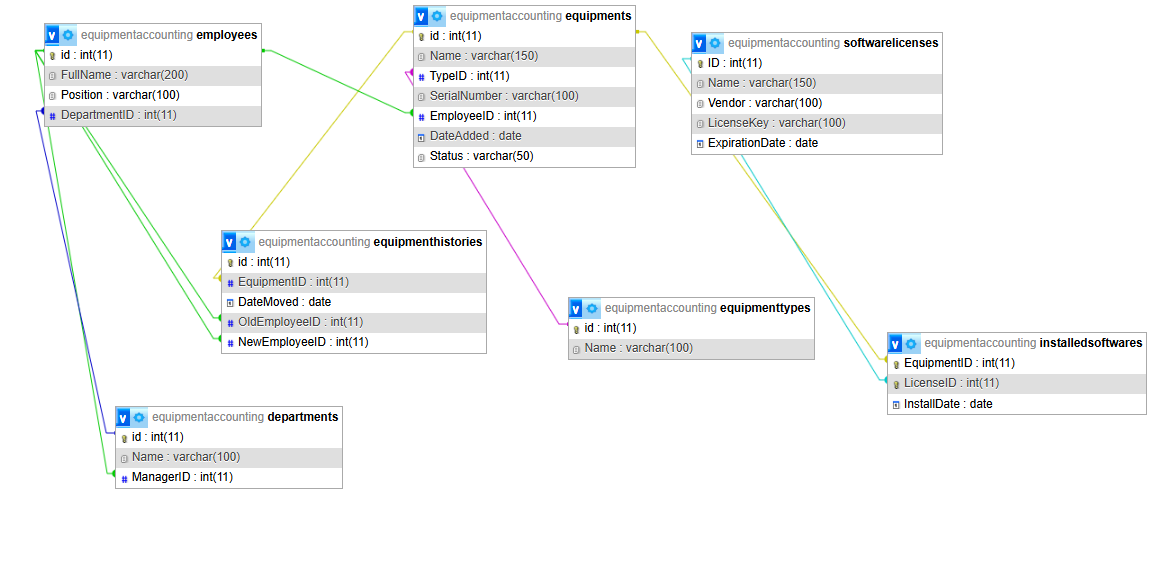 equipmentaccounting employees
id : int(11)
FullName : varchar(200)
Position : varchar(100)
DepartmentID : int(11)
equipmentaccounting equipments
id : int(11)
Name : varchar(150)
TypeID : int(11)
SerialNumber : varchar(100)
EmployeeID : int(11)
DateAdded : date
Status : varchar(50)
equipmentaccounting softwarelicenses
ID : int(11)
Name : varchar(150)
Vendor : varchar(100)
LicenseKey : varchar(100)
ExpirationDate : date
equipmentaccounting equipmenthistories
id : int(11)
EquipmentID : int(11)
DateMoved : date
OldEmployeeID : int(11)
NewEmployeeID : int(11)
equipmentaccounting equipmenttypes
id : int(11)
Name : varchar(100)
equipmentaccounting installedsoftwares
EquipmentID : int(11)
LicenseID : int(11)
InstallDate : date
equipmentaccounting departments
id : int(11)
Name : varchar(100)
ManagerID : int(11)